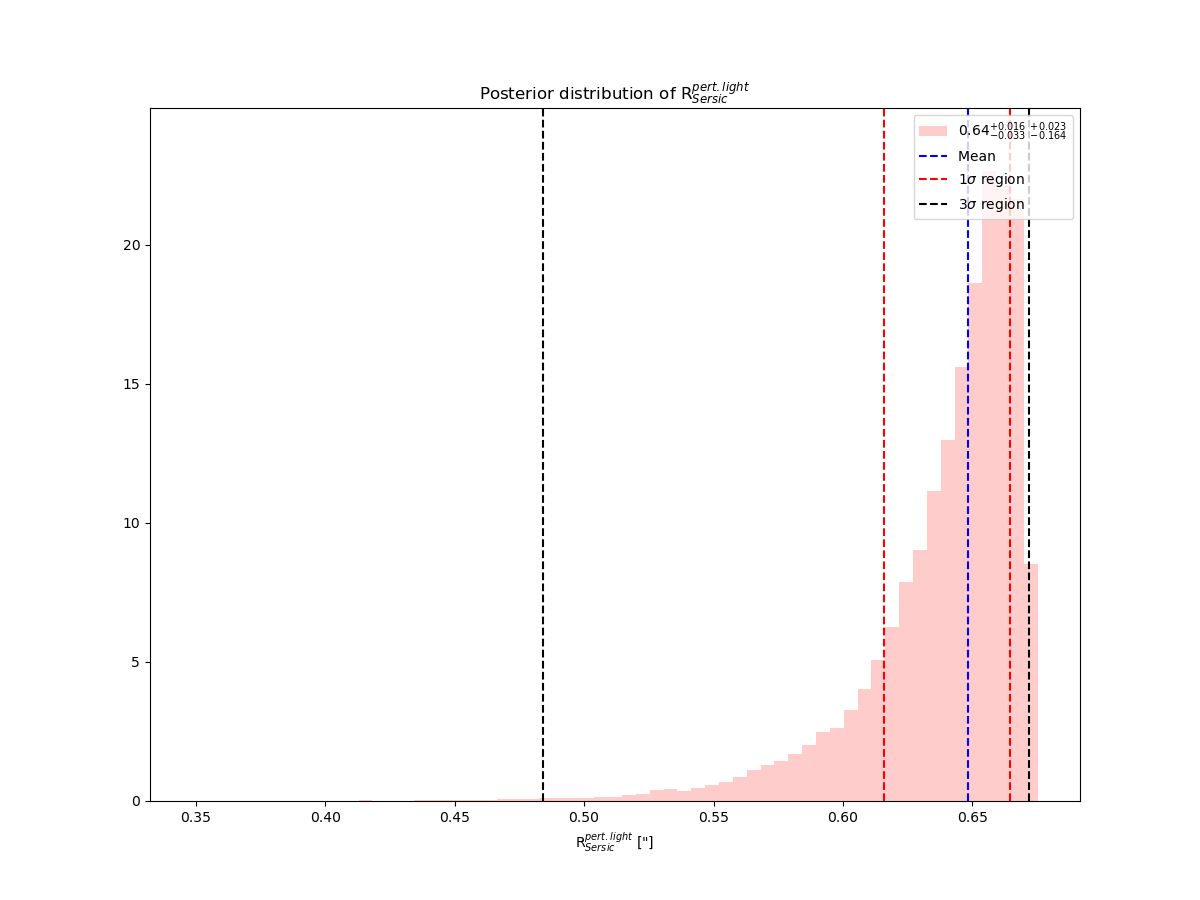 Posterior distribution of R^{pert. light}_{Sersic}
0.64^{+0.016}_{-0.033} ^{+0.023}_{-0.164}
Mean
1σ region
3σ region
20
15
10
5
0
0.35 0.40 0.45 0.50 0.55 0.60 0.65
R^{pert. light}_{Sersic} ["]